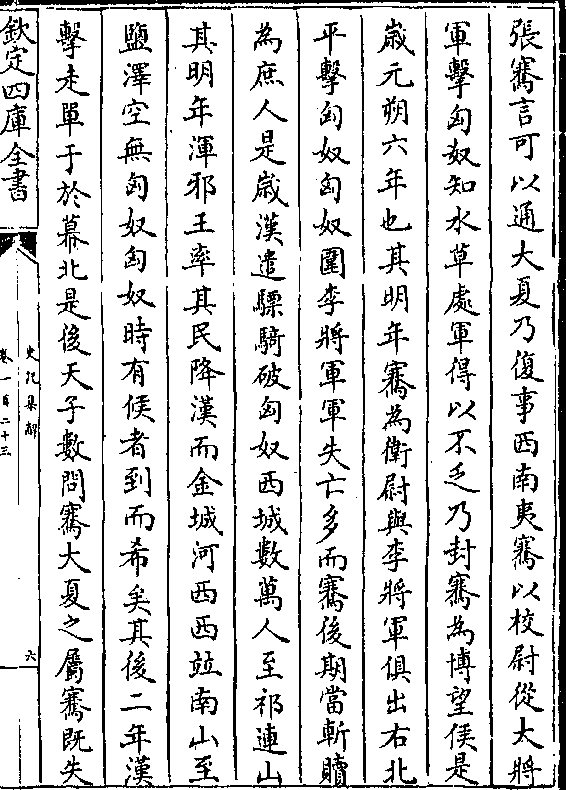 張騫言可以通大夏乃復事西南夷騫以校尉從大將
軍擊匈奴知水草處軍得以不乏乃封騫為博望侯是
歲元朔六年也其明年騫為衛尉與李將軍俱出右北
平擊匈奴匈奴圍李將軍軍失亡多而騫後期當斬贖
為庶人是歲漢遣驃騎破匈奴西城數萬人至祁連山
其明年渾邪王率其民降漢而金城河西西竝南山至
鹽澤空無匈奴匈奴時有候者到而希矣其後二年漢
擊走單于於幕北是後天子數問騫大夏之屬騫既失
欽定四庫全書
史記集解
卷一百二十三
六